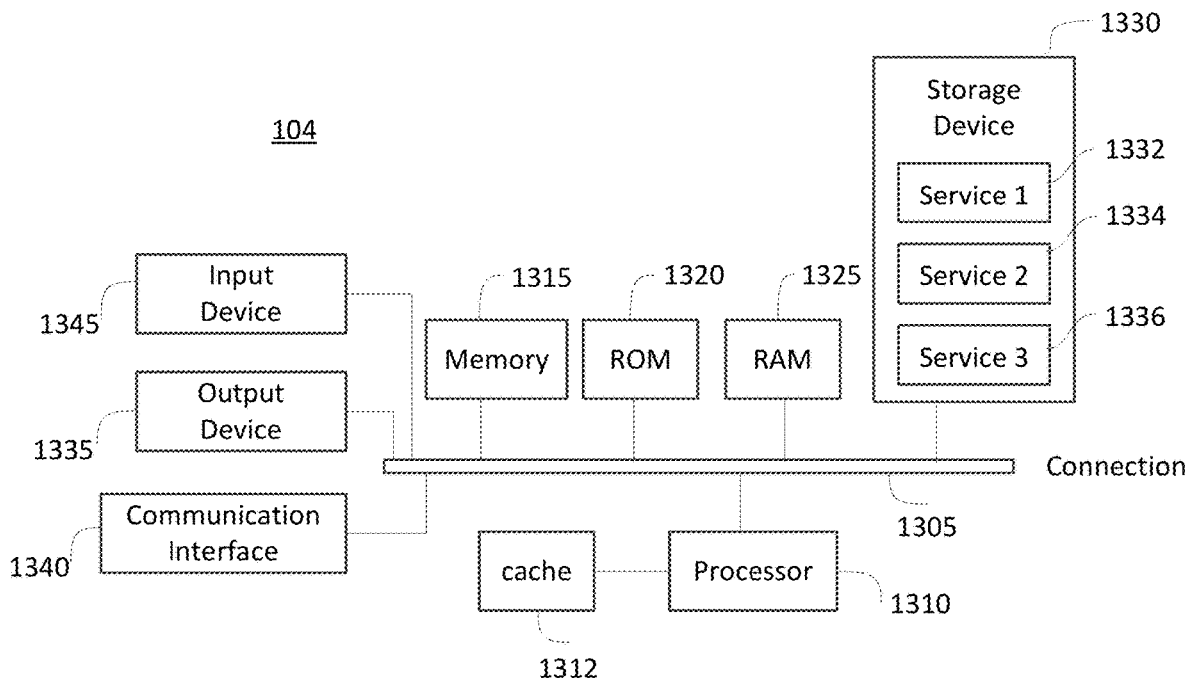 1330
Storage
Device
104
1332
Service 1
1334
Input
Device
1315
1320
1325
Service 2
1345
1336
Memory
ROM
RAM
Service 3
Output
Device
1335
Connection
Communication
Interface
1305
1340
cache
Processor
1310
1312